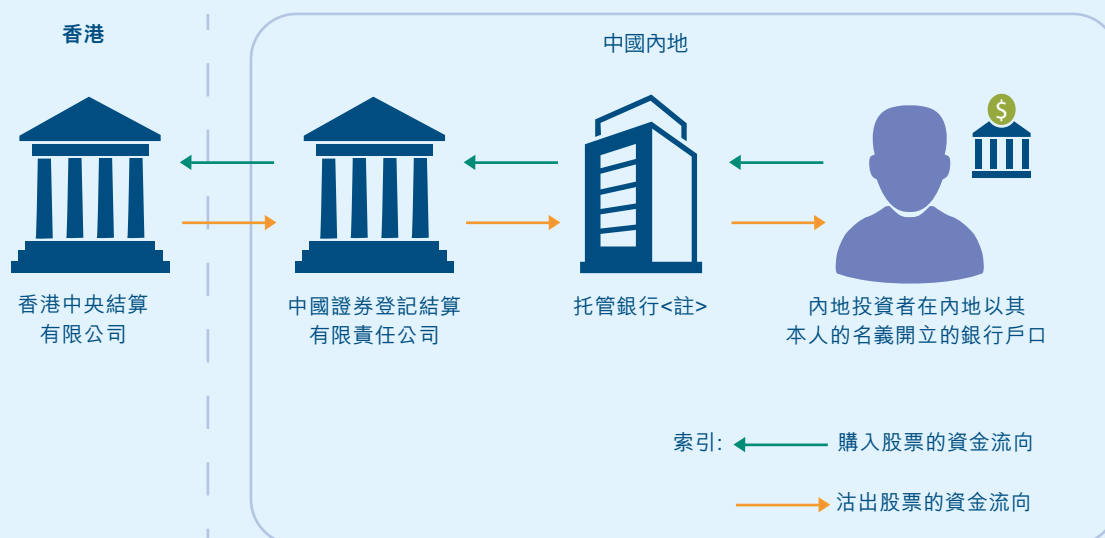 香港
中國內地
香港中央結算
有限公司
中國證券登記結算
有限責任公司
托管銀行<註>
$
內地投資者在內地以其
本人的名義開立的銀行戶口
索引:
購入股票的資金流向
沽出股票的資金流向